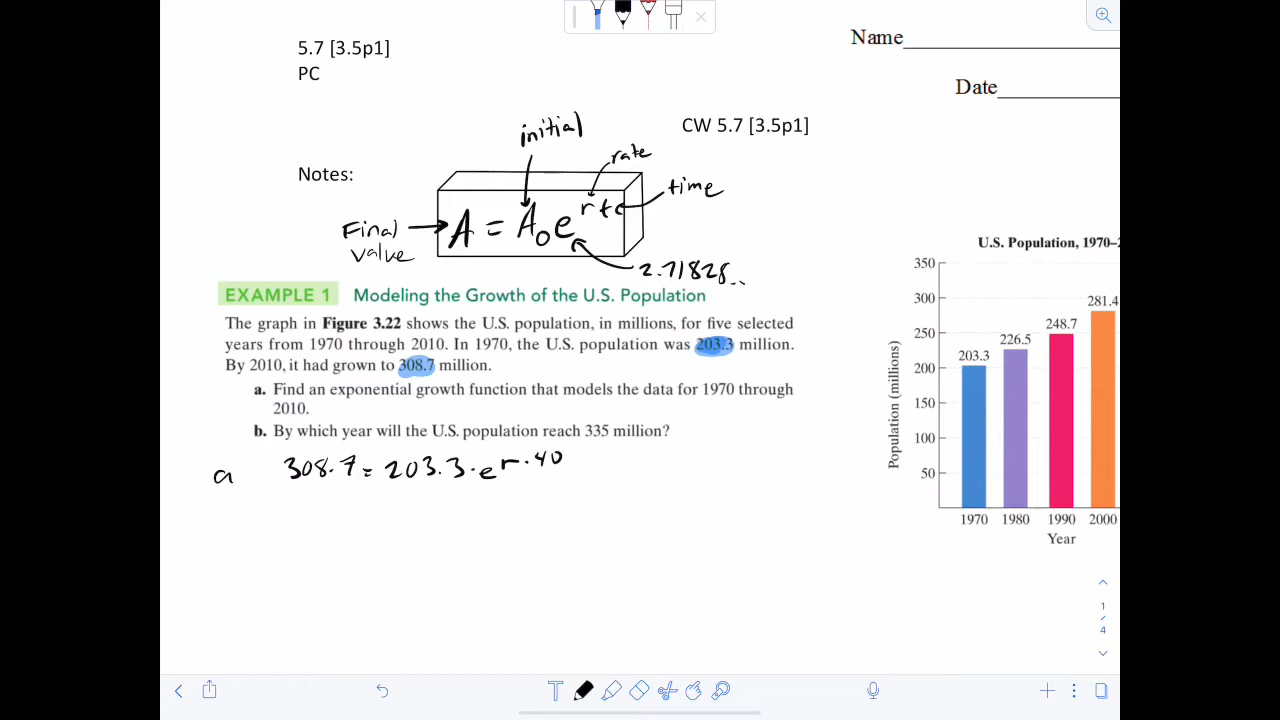 5.7 [3.5p1]
PC
Name
Date
CW 5.7 [3.5p1]
initial
rate
time
Notes:
Final value
A = A₀e^rt
2.71828...
EXAMPLE 1 Modeling the Growth of the U.S. Population
The graph in Figure 3.22 shows the U.S. population, in millions, for five selected
years from 1970 through 2010. In 1970, the U.S. population was 203.3 million.
By 2010, it had grown to 308.7 million.
a. Find an exponential growth function that models the data for 1970 through
2010.
b. By which year will the U.S. population reach 335 million?
a 308.7 = 203.3 · e^r·40
U.S. Population, 1970–2
Population (millions)
350
300
250
200
150
100
50
203.3
226.5
248.7
281.4
1970 1980 1990 2000
Year
1
/
4
T